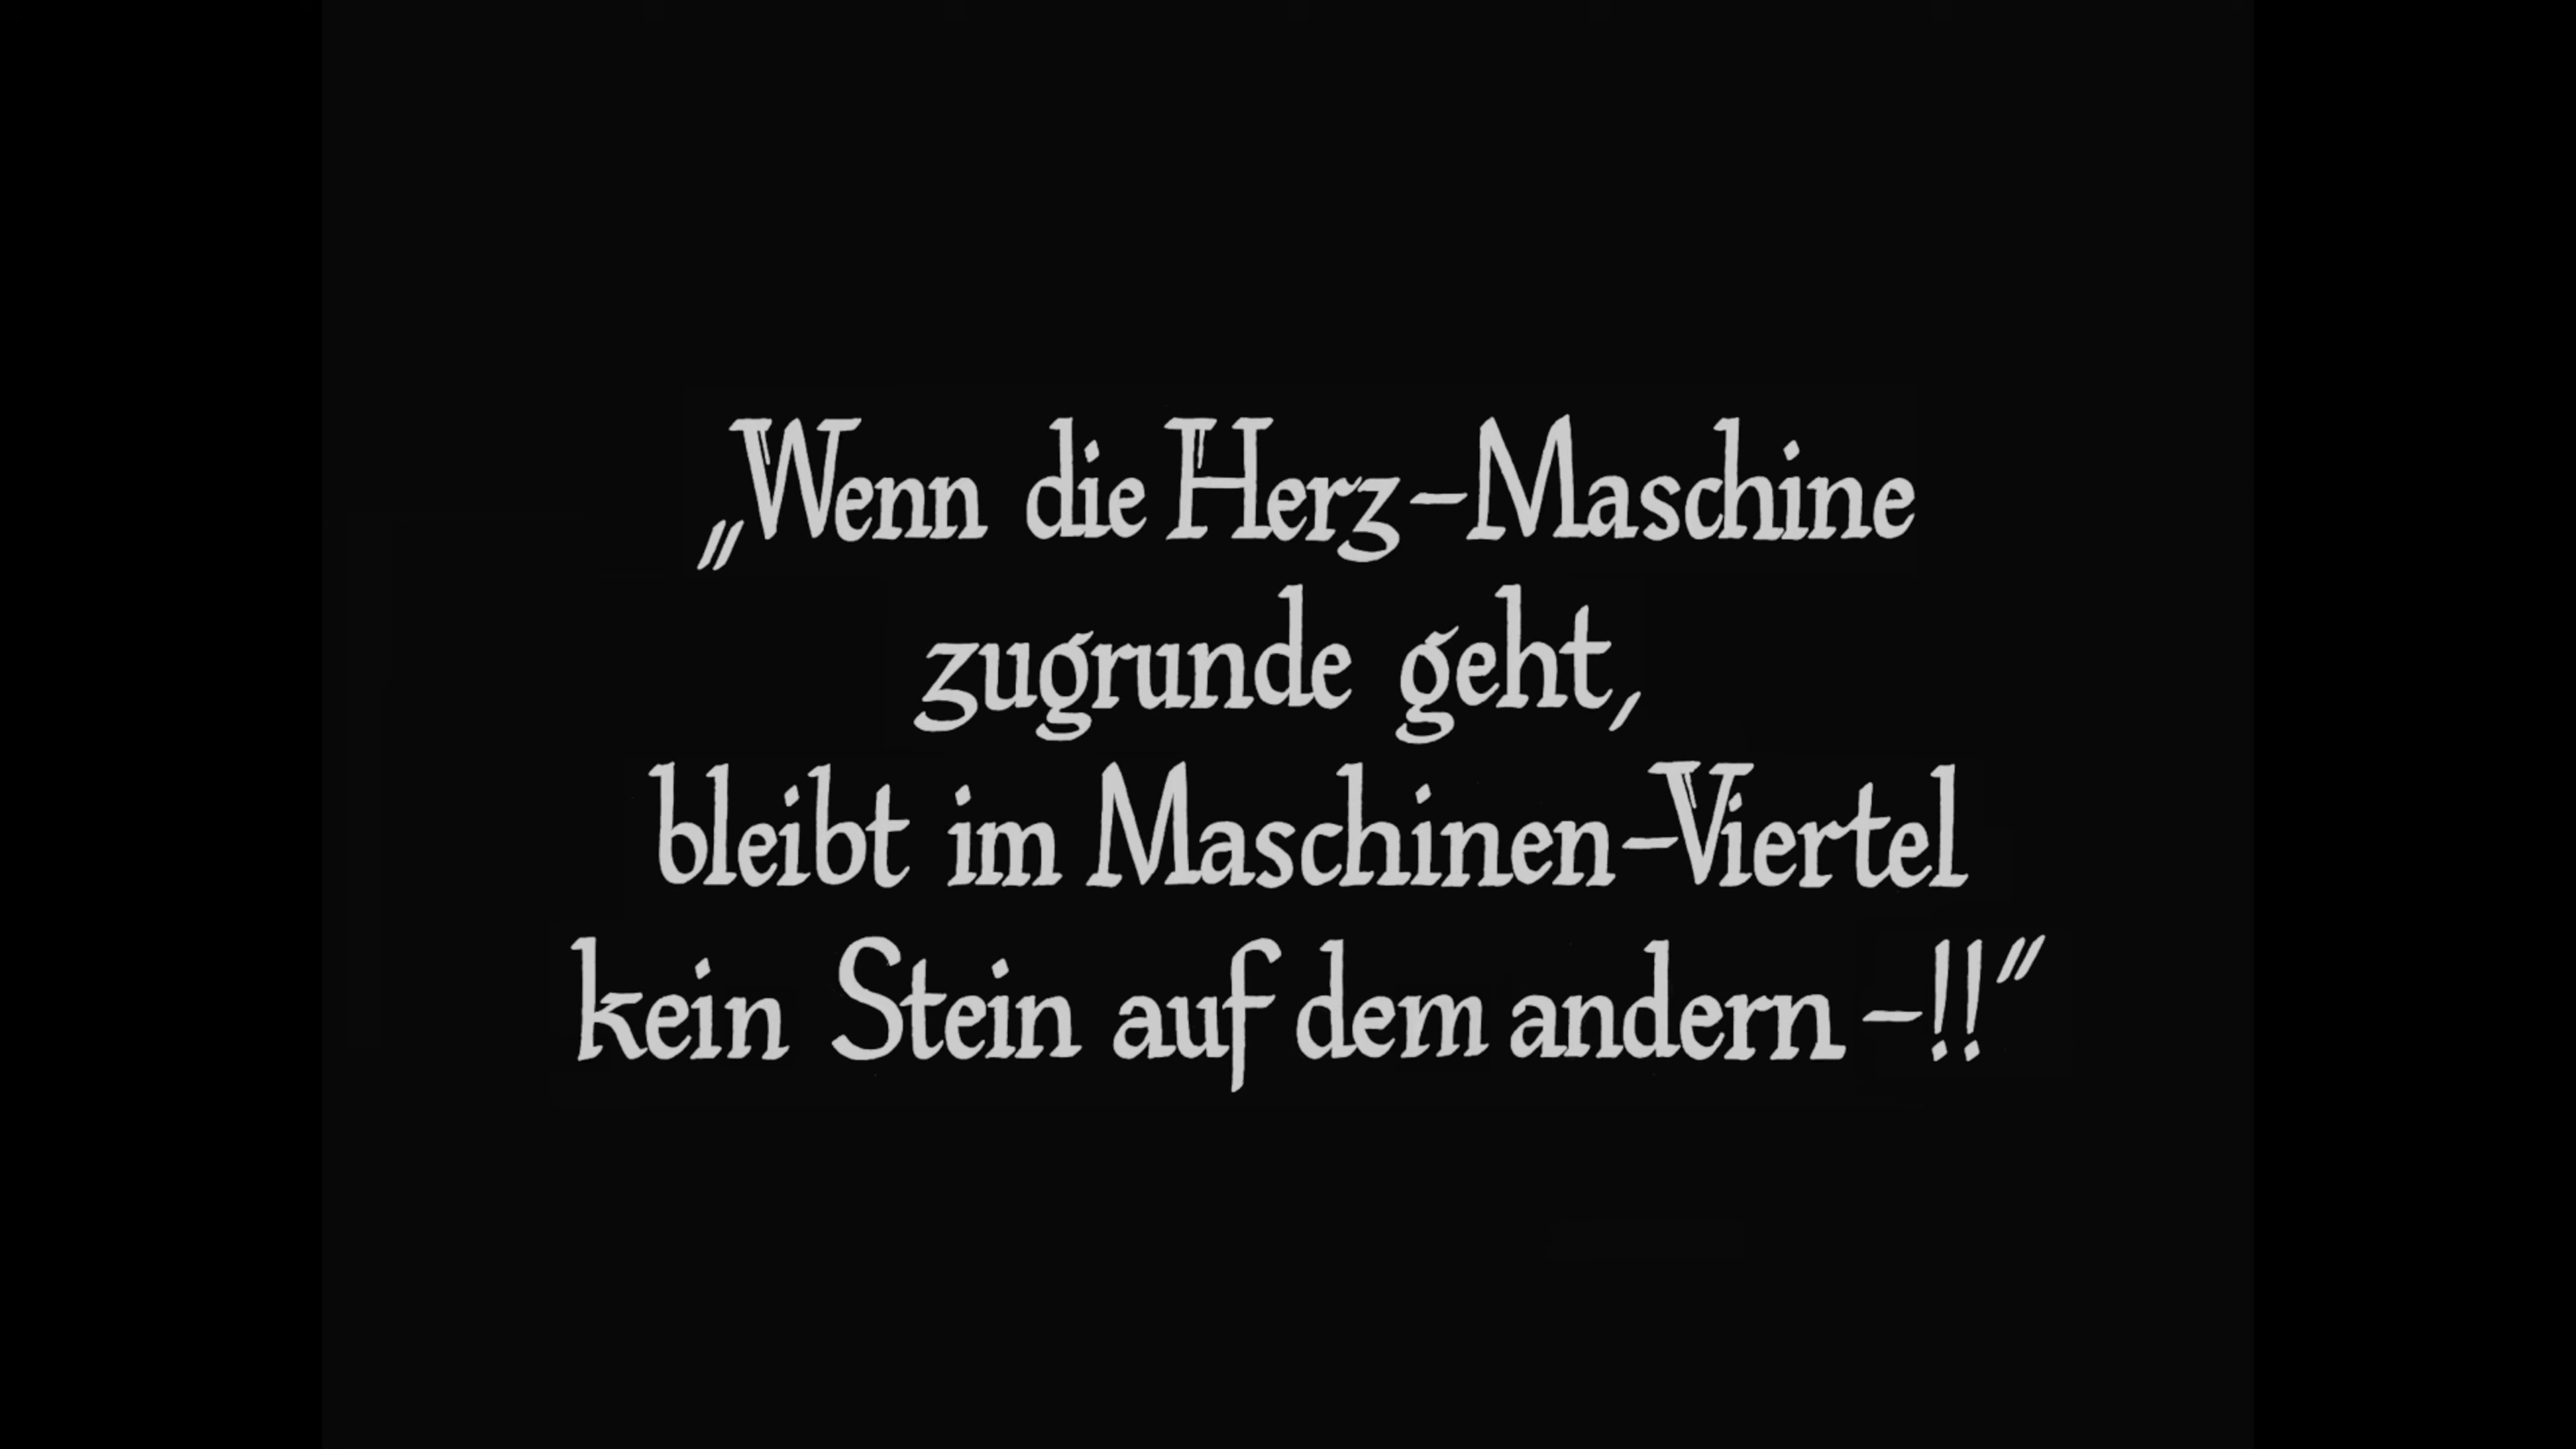 „Wenn die Herz-Maschine
zugrunde geht,
bleibt im Maschinen-Viertel
kein Stein auf dem andern -!!”